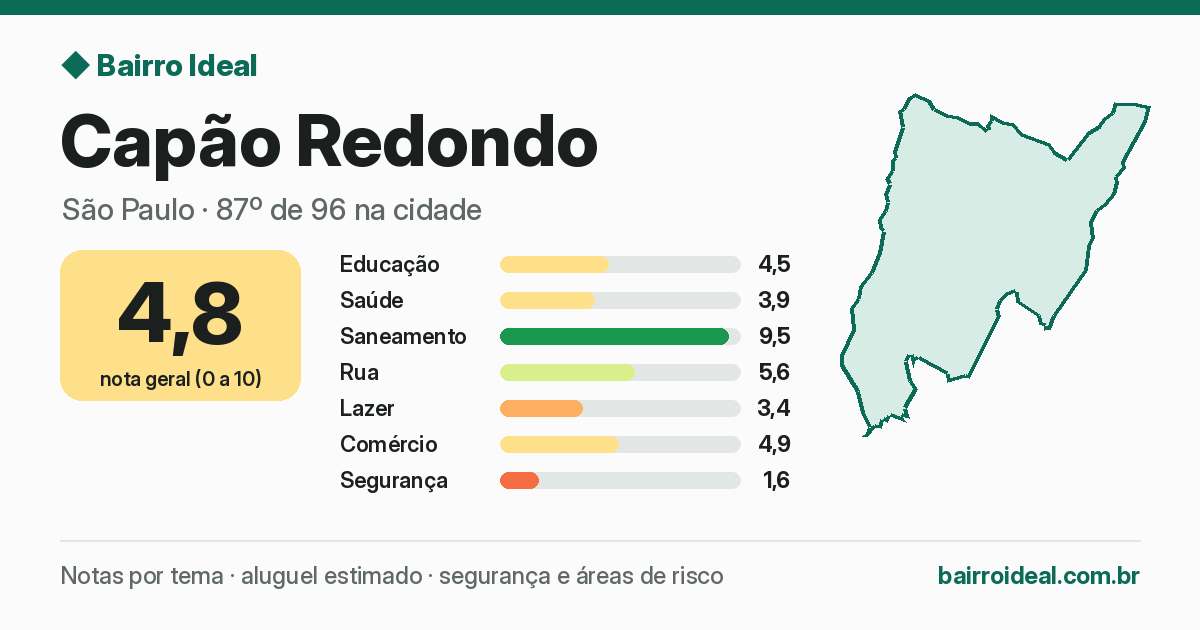 Bairro Ideal
Capão Redondo
São Paulo · 87º de 96 na cidade
4,8
nota geral (0 a 10)
Educação 4,5
Saúde 3,9
Saneamento 9,5
Rua 5,6
Lazer 3,4
Comércio 4,9
Segurança 1,6
Notas por tema · aluguel estimado · segurança e áreas de risco
bairroideal.com.br